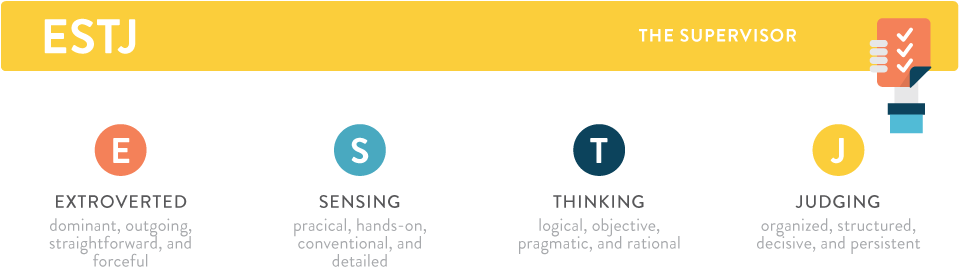 ESTJ
THE SUPERVISOR
E
EXTROVERTED
dominant, outgoing,
straightforward, and
forceful
S
SENSING
pracical, hands-on,
conventional, and
detailed
T
THINKING
logical, objective,
pragmatic, and rational
J
JUDGING
organized, structured,
decisive, and persistent